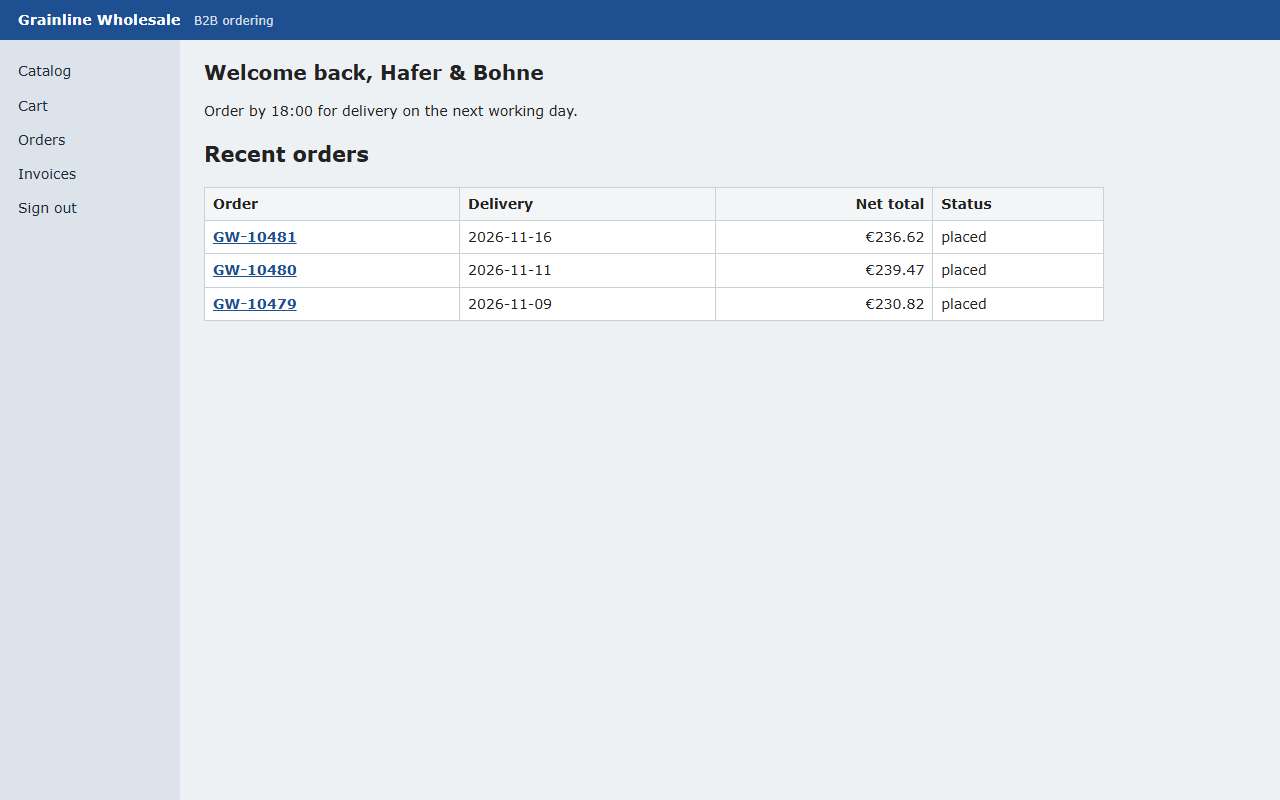 Grainline Wholesale B2B ordering
Catalog
Cart
Orders
Invoices
Sign out
Welcome back, Hafer & Bohne
Order by 18:00 for delivery on the next working day.
Recent orders
Order Delivery Net total Status
GW-10481 2026-11-16 €236.62 placed
GW-10480 2026-11-11 €239.47 placed
GW-10479 2026-11-09 €230.82 placed